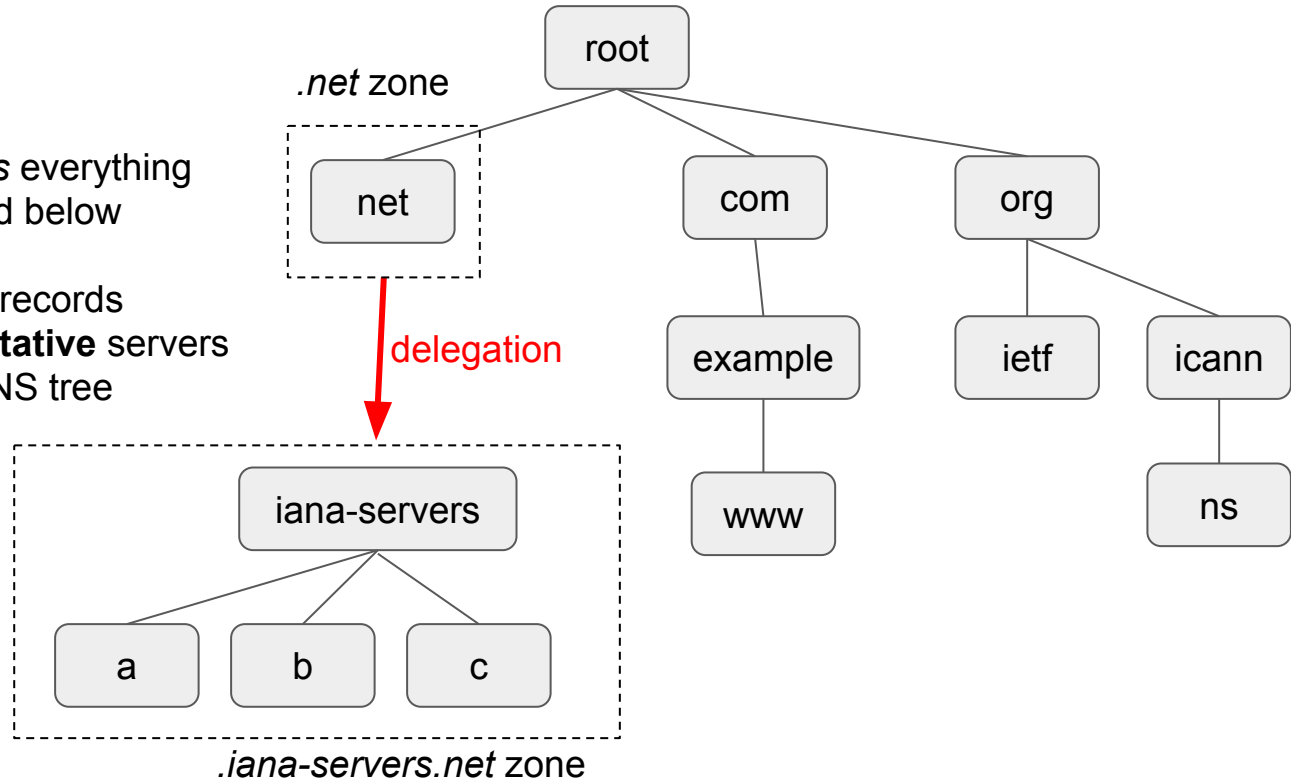 root
.net zone
s everything
d below
net
com
org
records
tative servers
NS tree
delegation
example
ietf
icann
iana-servers
www
ns
a
b
c
.iana-servers.net zone